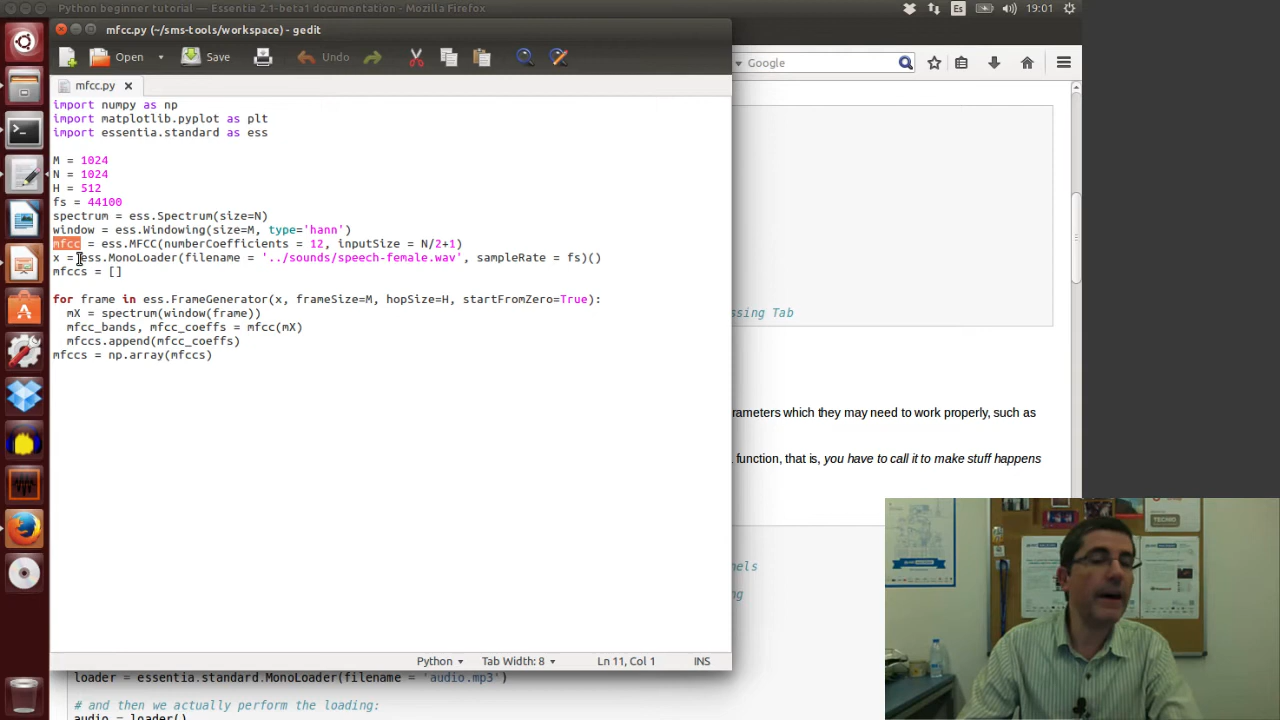 Python beginner tutorial — Essentia 2.1-beta1 documentation - Mozilla Firefox
Es
19:01
mfcc.py (~/sms-tools/workspace) - gedit
Open
Save
Undo
Google
mfcc.py
import numpy as np
import matplotlib.pyplot as plt
import essentia.standard as ess
M = 1024
N = 1024
H = 512
fs = 44100
spectrum = ess.Spectrum(size=N)
window = ess.Windowing(size=M, type='hann')
mfcc = ess.MFCC(numberCoefficients = 12, inputSize = N/2+1)
x = ess.MonoLoader(filename = '../sounds/speech-female.wav', sampleRate = fs)()
mfccs = []
for frame in ess.FrameGenerator(x, frameSize=M, hopSize=H, startFromZero=True):
mX = spectrum(window(frame))
mfcc_bands, mfcc_coeffs = mfcc(mX)
mfccs.append(mfcc_coeffs)
mfccs = np.array(mfccs)
ssing Tab
rameters which they may need to work properly, such as
function, that is, you have to call it to make stuff happens
nels
ng
Python
Tab Width: 8
Ln 11, Col 1
INS
loader = essentia.standard.MonoLoader(filename = 'audio.mp3')
# and then we actually perform the loading:
audio = loader()